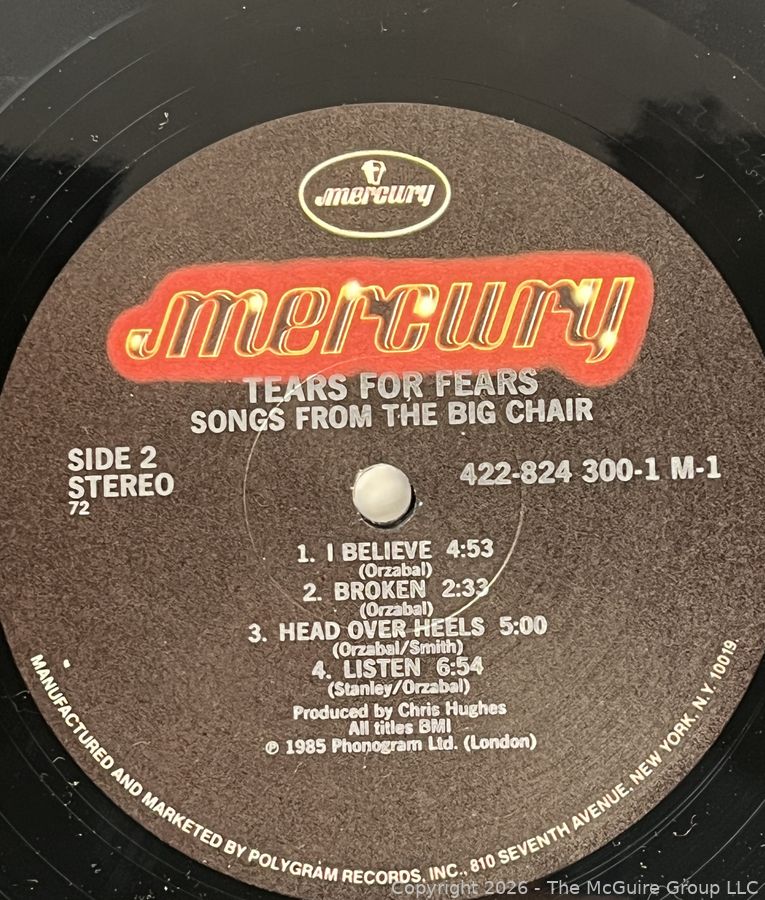 mercury
mercury
TEARS FOR FEARS
SONGS FROM THE BIG CHAIR
SIDE 2
STEREO
72
422-824 300-1 M-1
1. I BELIEVE 4:53
(Orzabal)
2. BROKEN 2:33
(Orzabal)
3. HEAD OVER HEELS 5:00
(Orzabal/Smith)
4. LISTEN 6:54
(Stanley/Orzabal)
Produced by Chris Hughes
All titles BMI
℗ 1985 Phonogram Ltd. (London)
MANUFACTURED AND MARKETED BY POLYGRAM RECORDS, INC., 810 SEVENTH AVENUE, NEW YORK, N.Y. 10019.
Copyright 2026 - The McGuire Group LLC